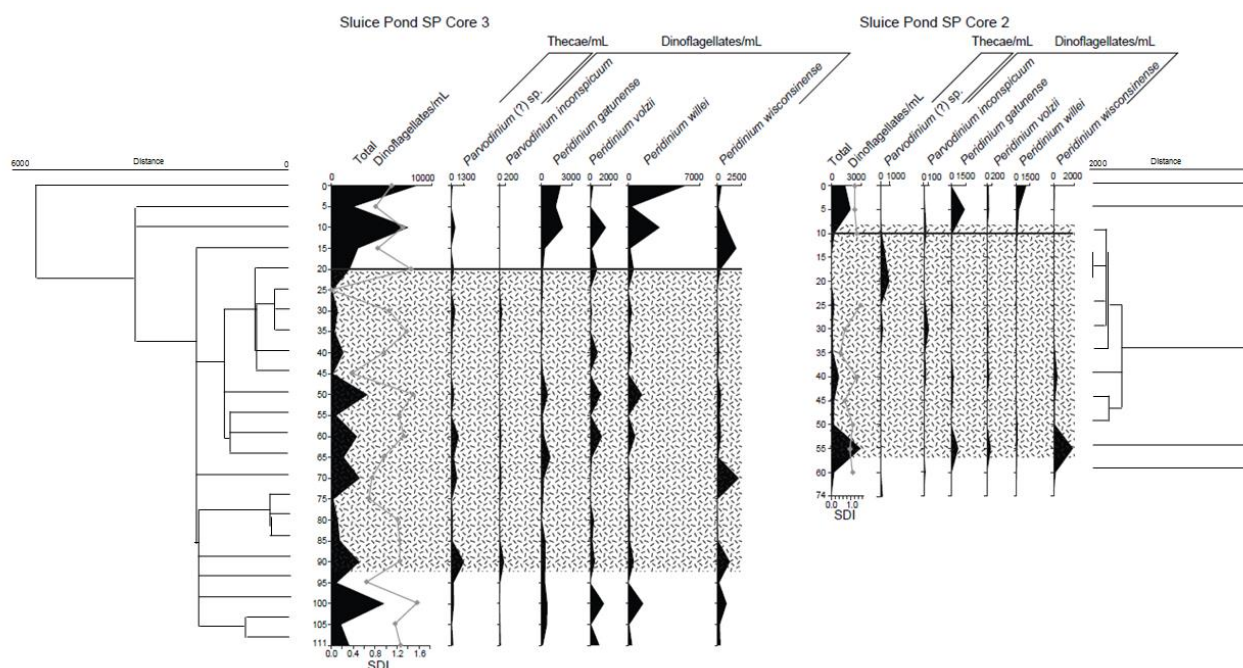 Sluice Pond SP Core 3
Sluice Pond SP Core 2
Thecae/mL
Dinoflagellates/mL
Thecae/mL
Dinoflagellates/mL
Total
Dinoflagellates/mL
Parvodinium (?) sp.
Parvodinium inconspicuum
Peridinium gatunense
Peridinium volzii
Peridinium willei
Peridinium wisconsinense
Total
Dinoflagellates/mL
Parvodinium (?) sp.
Parvodinium inconspicuum
Peridinium gatunense
Peridinium volzii
Peridinium willei
Peridinium wisconsinense
6000 Distance 0
2000 Distance
10000 0 1300 0 200 0 3000 0 2000 0 7000 0 2500
0 3000 0 1000 0 100 0 1500 0 200 0 1500 0 2000
0
5
10
15
20
25
30
35
40
45
50
55
60
65
70
75
80
85
90
95
100
105
111
0.0 0.4 0.8 1.2 1.6
SDI
0
5
10
15
20
25
30
35
40
45
50
55
60
74
0.0 1.0
SDI